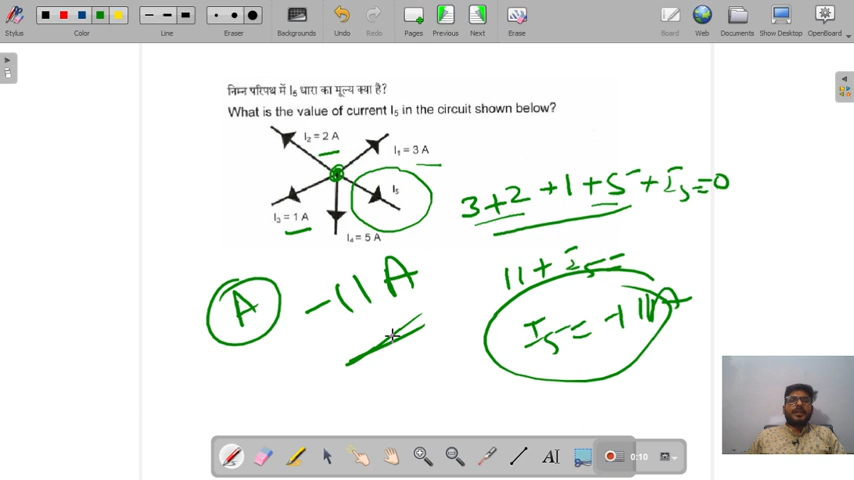 Stylus
Color
Line
Eraser
Backgrounds
Undo
Redo
Pages
Previous
Next
Erase
Board
Web
Documents
Show Desktop
OpenBoard
निम्न परिपथ में I₅ धारा का मूल्य क्या है?
What is the value of current I₅ in the circuit shown below?
I₂ = 2 A
I₁ = 3 A
I₅
I₃ = 1 A
I₄ = 5 A
3+2+1+5+I₅=0
11+I₅=
I₅=-11A
A
-11A
AI
0:10